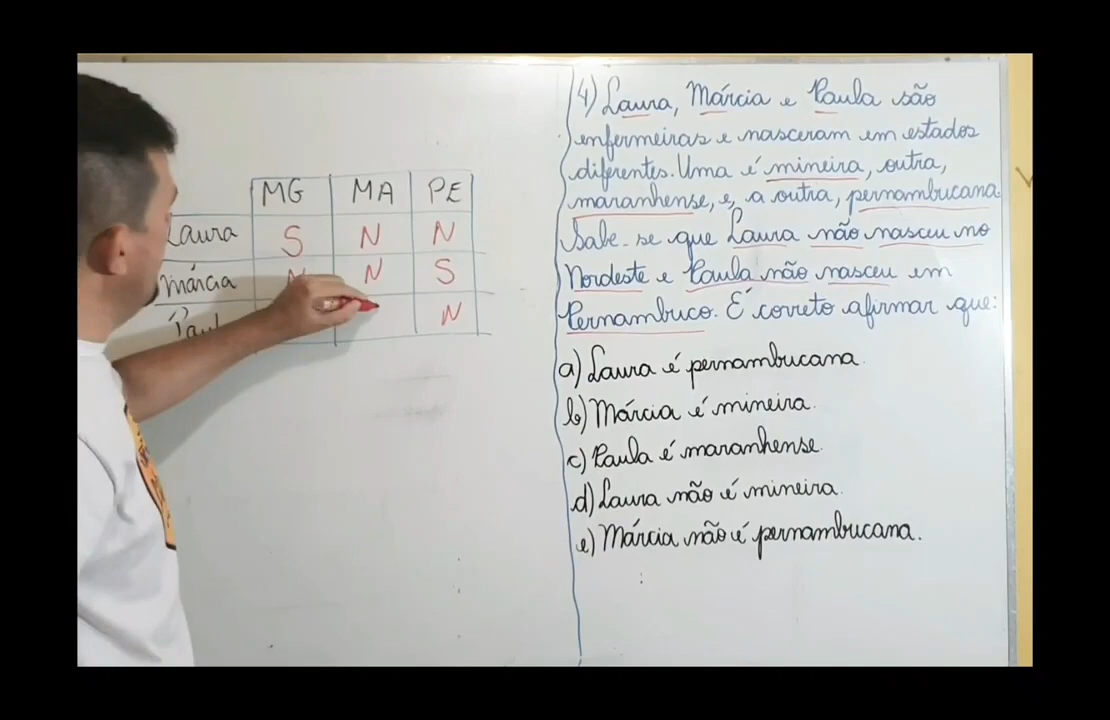 MG MA PE
Laura S N N
Márcia N N S
N
4) Laura, Márcia e Paula são
enfermeiras e nasceram em estados
diferentes. Uma é mineira, outra,
maranhense, e, a outra, pernambucana.
Sabe-se que Laura não nasceu no
Nordeste e Paula não nasceu em
Pernambuco. É correto afirmar que:
a) Laura é pernambucana.
b) Márcia é mineira.
c) Paula é maranhense.
d) Laura não é mineira.
e) Márcia não é pernambucana.